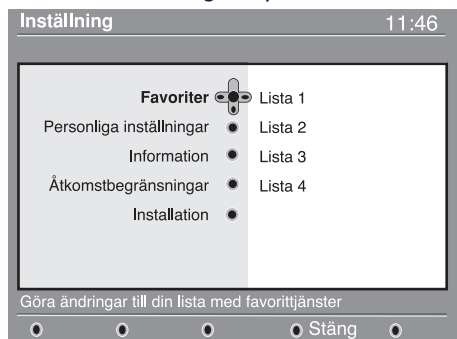 Inställning 11:46
Favoriter Lista 1
Personliga inställningar Lista 2
Information Lista 3
Åtkomstbegränsningar Lista 4
Installation
Göra ändringar till din lista med favorittjänster
Stäng